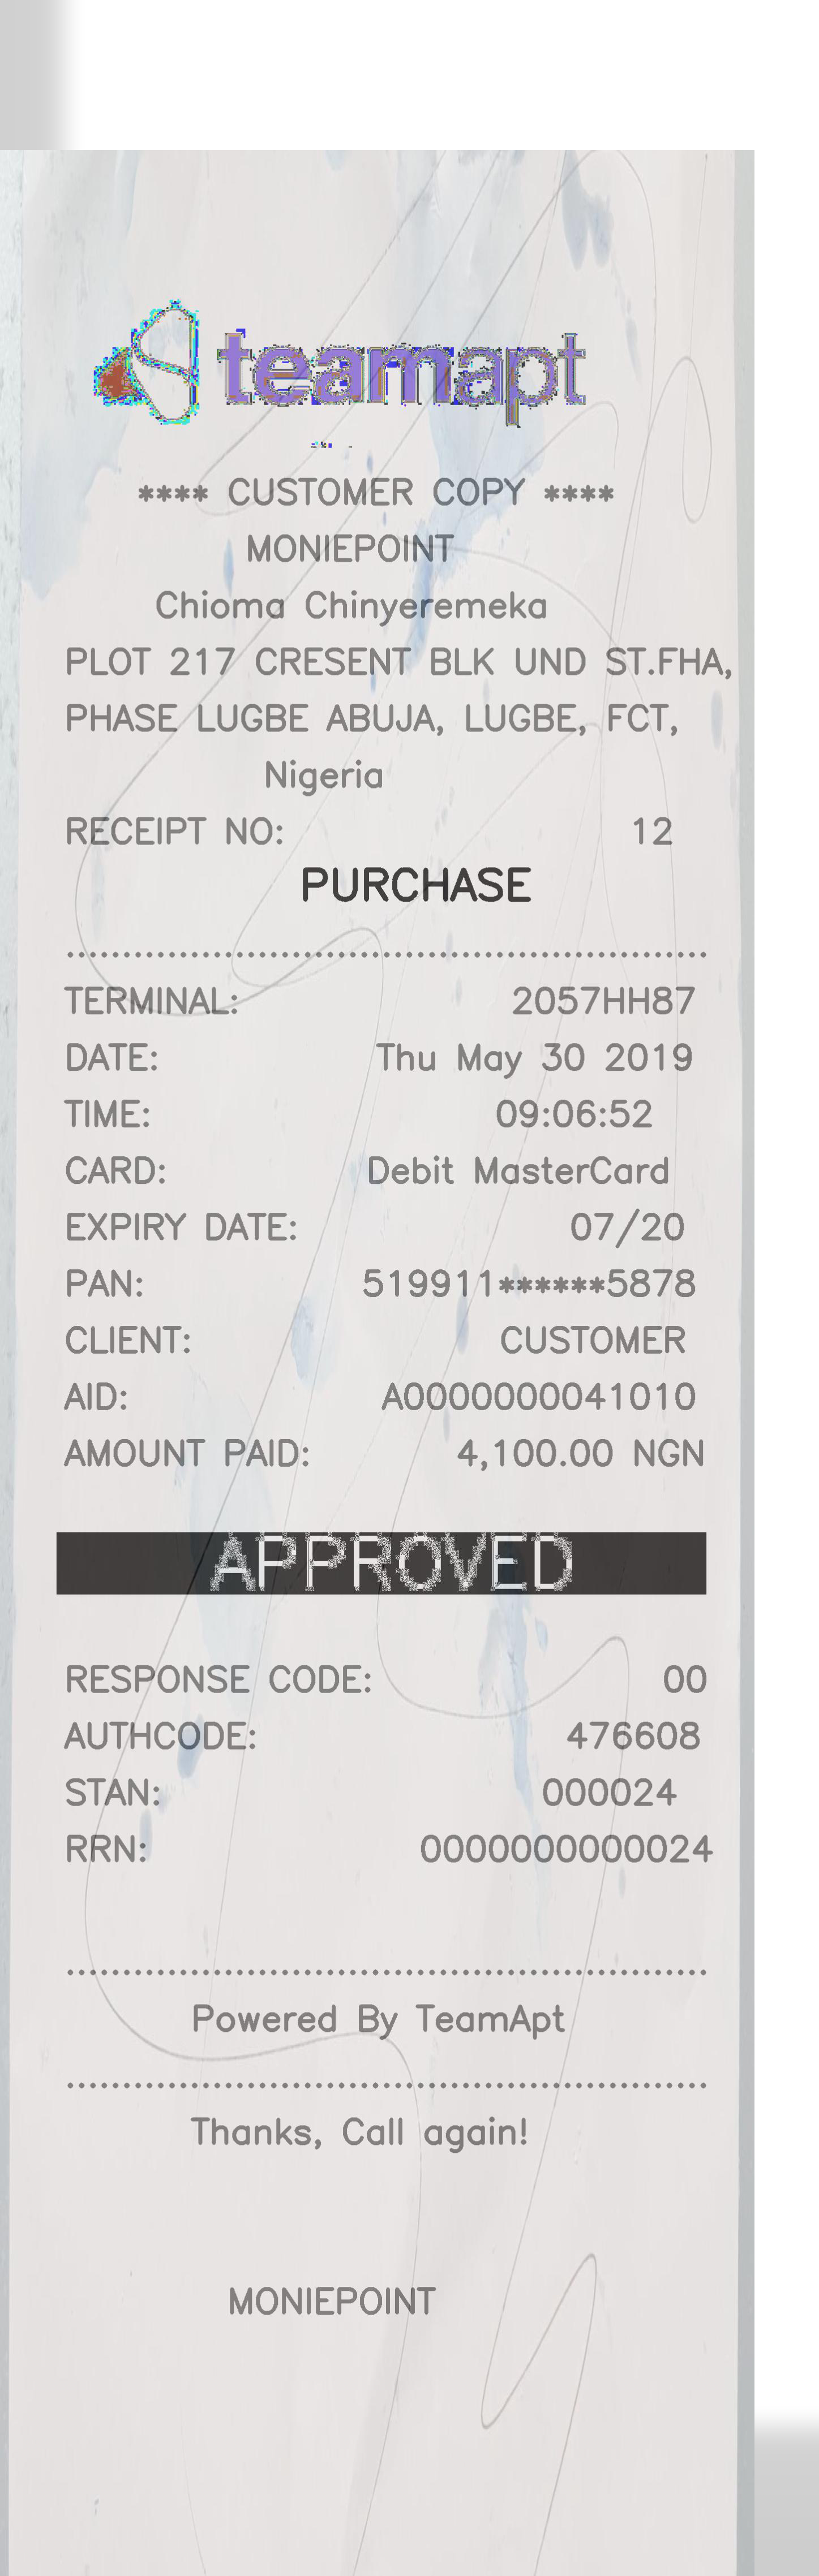 teamapt
**** CUSTOMER COPY ****
MONIEPOINT
Chioma Chinyeremeka
PLOT 217 CRESENT BLK UND ST.FHA,
PHASE LUGBE ABUJA, LUGBE, FCT,
Nigeria
RECEIPT NO: 12
PURCHASE
TERMINAL: 2057HH87
DATE: Thu May 30 2019
TIME: 09:06:52
CARD: Debit MasterCard
EXPIRY DATE: 07/20
PAN: 519911******5878
CLIENT: CUSTOMER
AID: A0000000041010
AMOUNT PAID: 4,100.00 NGN
APPROVED
RESPONSE CODE: 00
AUTHCODE: 476608
STAN: 000024
RRN: 0000000000024
Powered By TeamApt
Thanks, Call again!
MONIEPOINT